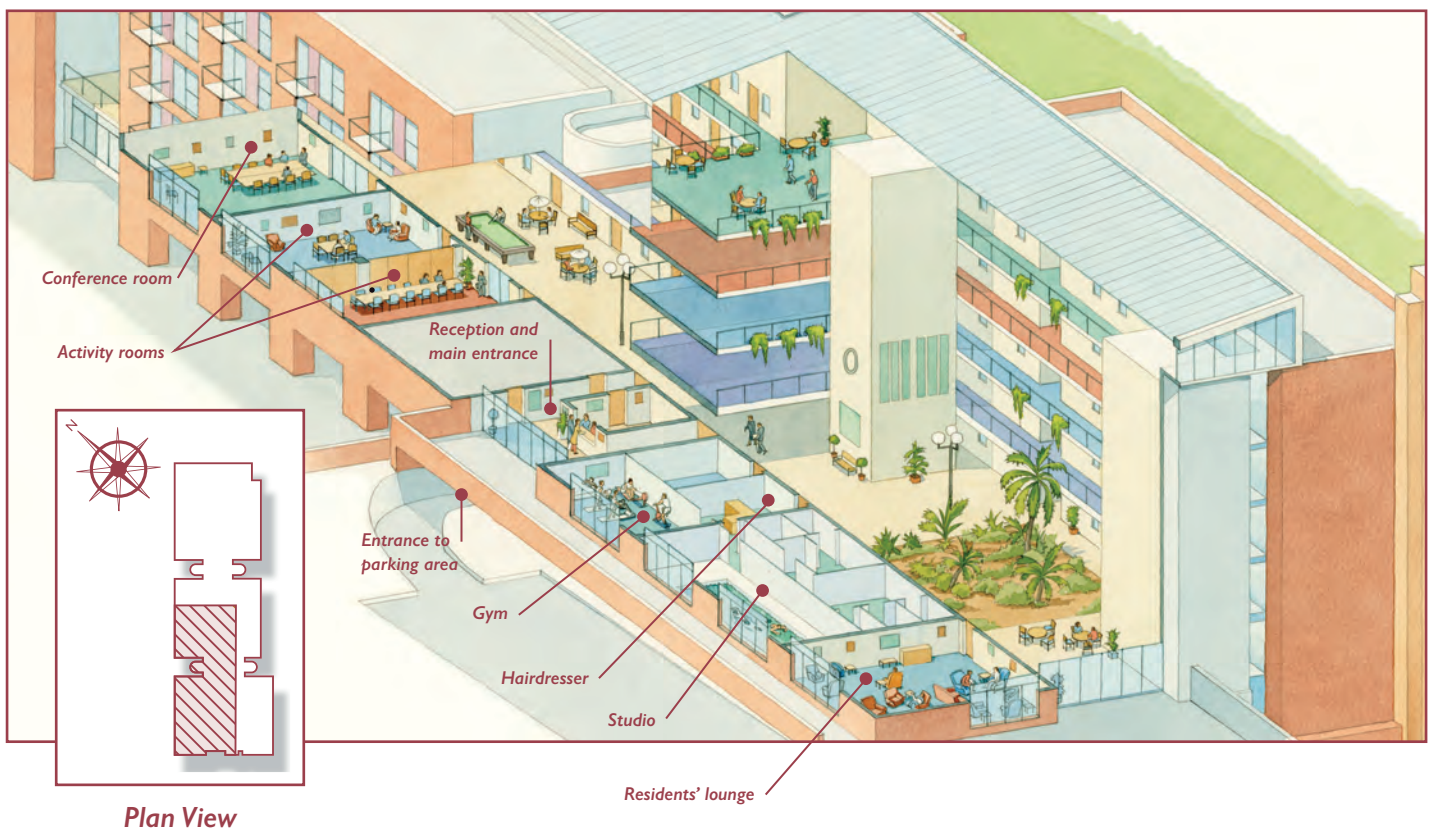 Conference room
Activity rooms
Reception and
main entrance
N
Entrance to
parking area
Gym
Hairdresser
Studio
Residents’ lounge
Plan View